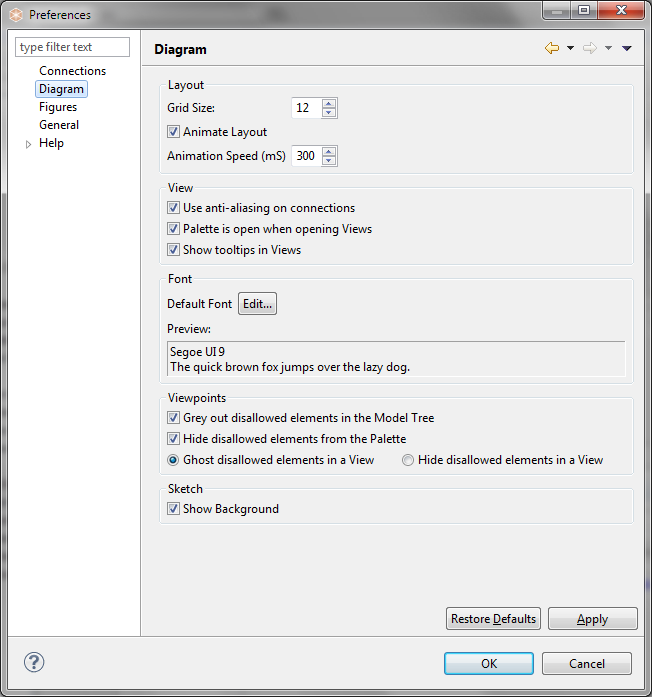 Preferences
type filter text
Connections
Diagram
Figures
General
Help
Diagram
Layout
Grid Size: 12
Animate Layout
Animation Speed (mS) 300
View
Use anti-aliasing on connections
Palette is open when opening Views
Show tooltips in Views
Font
Default Font Edit...
Preview:
Segoe UI 9
The quick brown fox jumps over the lazy dog.
Viewpoints
Grey out disallowed elements in the Model Tree
Hide disallowed elements from the Palette
Ghost disallowed elements in a View Hide disallowed elements in a View
Sketch
Show Background
Restore Defaults Apply
? OK Cancel